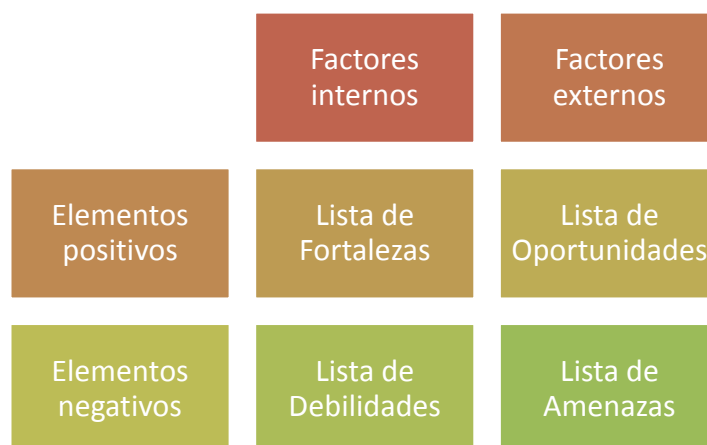 Factores
internos
Factores
externos
Elementos
positivos
Lista de
Fortalezas
Lista de
Oportunidades
Elementos
negativos
Lista de
Debilidades
Lista de
Amenazas